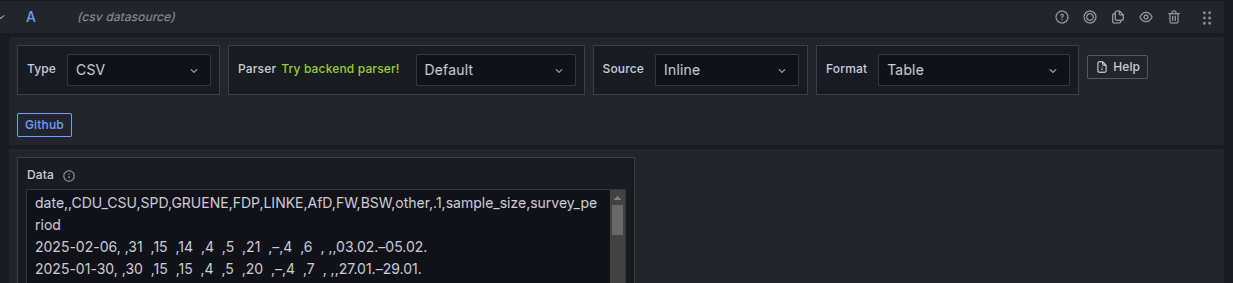 A (csv datasource)
Type CSV Parser Try backend parser! Default Source Inline Format Table Help
Github
Data
date,,CDU_CSU,SPD,GRUENE,FDP,LINKE,AfD,FW,BSW,other,.1,sample_size,survey_pe
riod
2025-02-06, ,31 ,15 ,14 ,4 ,5 ,21 ,–,4 ,6 , ,,03.02.–05.02.
2025-01-30, ,30 ,15 ,15 ,4 ,5 ,20 ,–,4 ,7 , ,,27.01.–29.01.